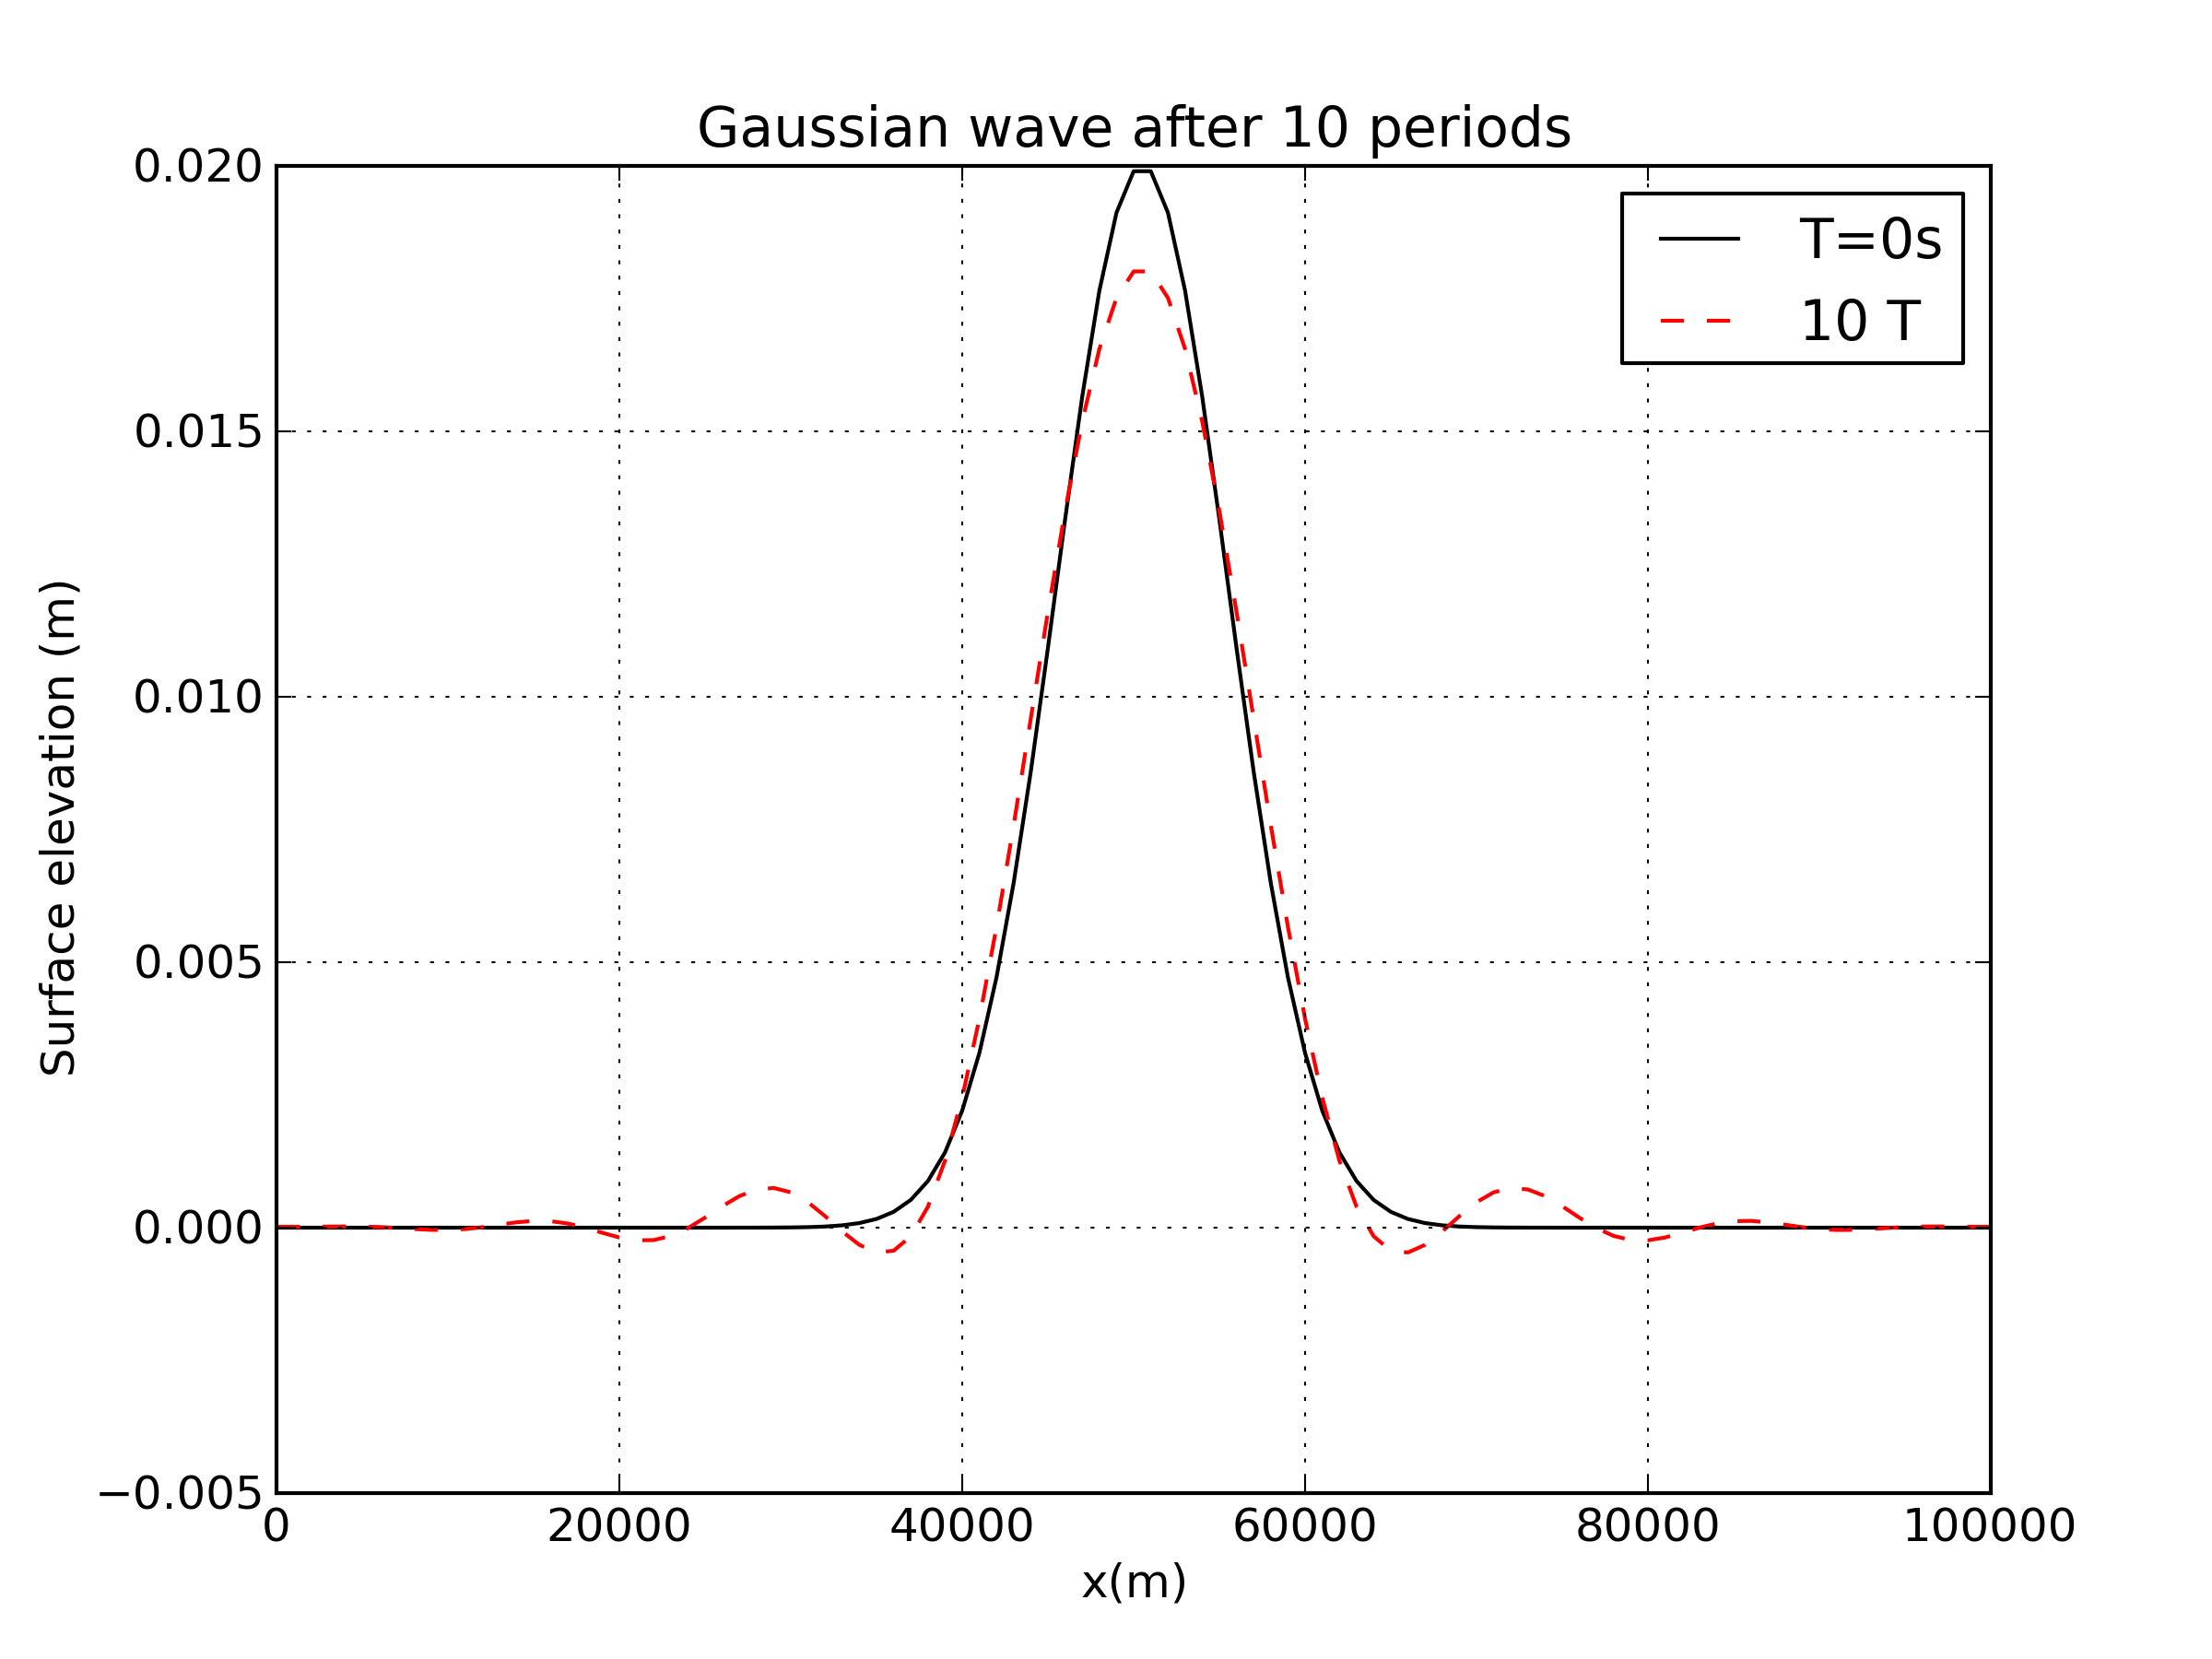 Gaussian wave after 10 periods
0.020
0.015
0.010
0.005
0.000
−0.005
Surface elevation (m)
T=0s
10 T
0 20000 40000 60000 80000 100000
x(m)